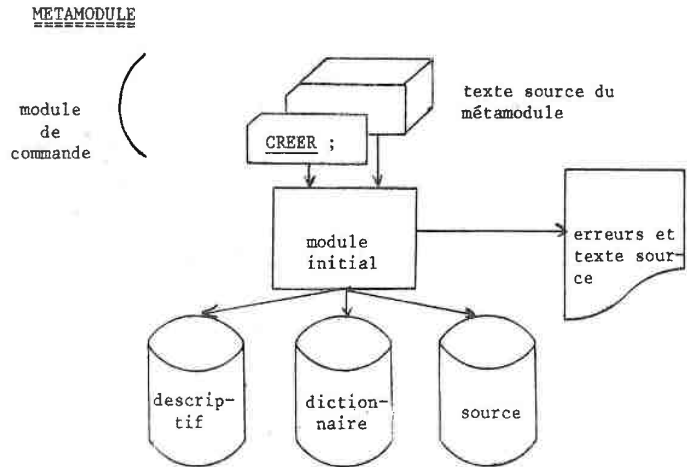 METAMODULE
module
de
commande
texte source du
métamodule
CREER ;
module
initial
erreurs et
texte sour-
ce
descrip-
tif
diction-
naire
source